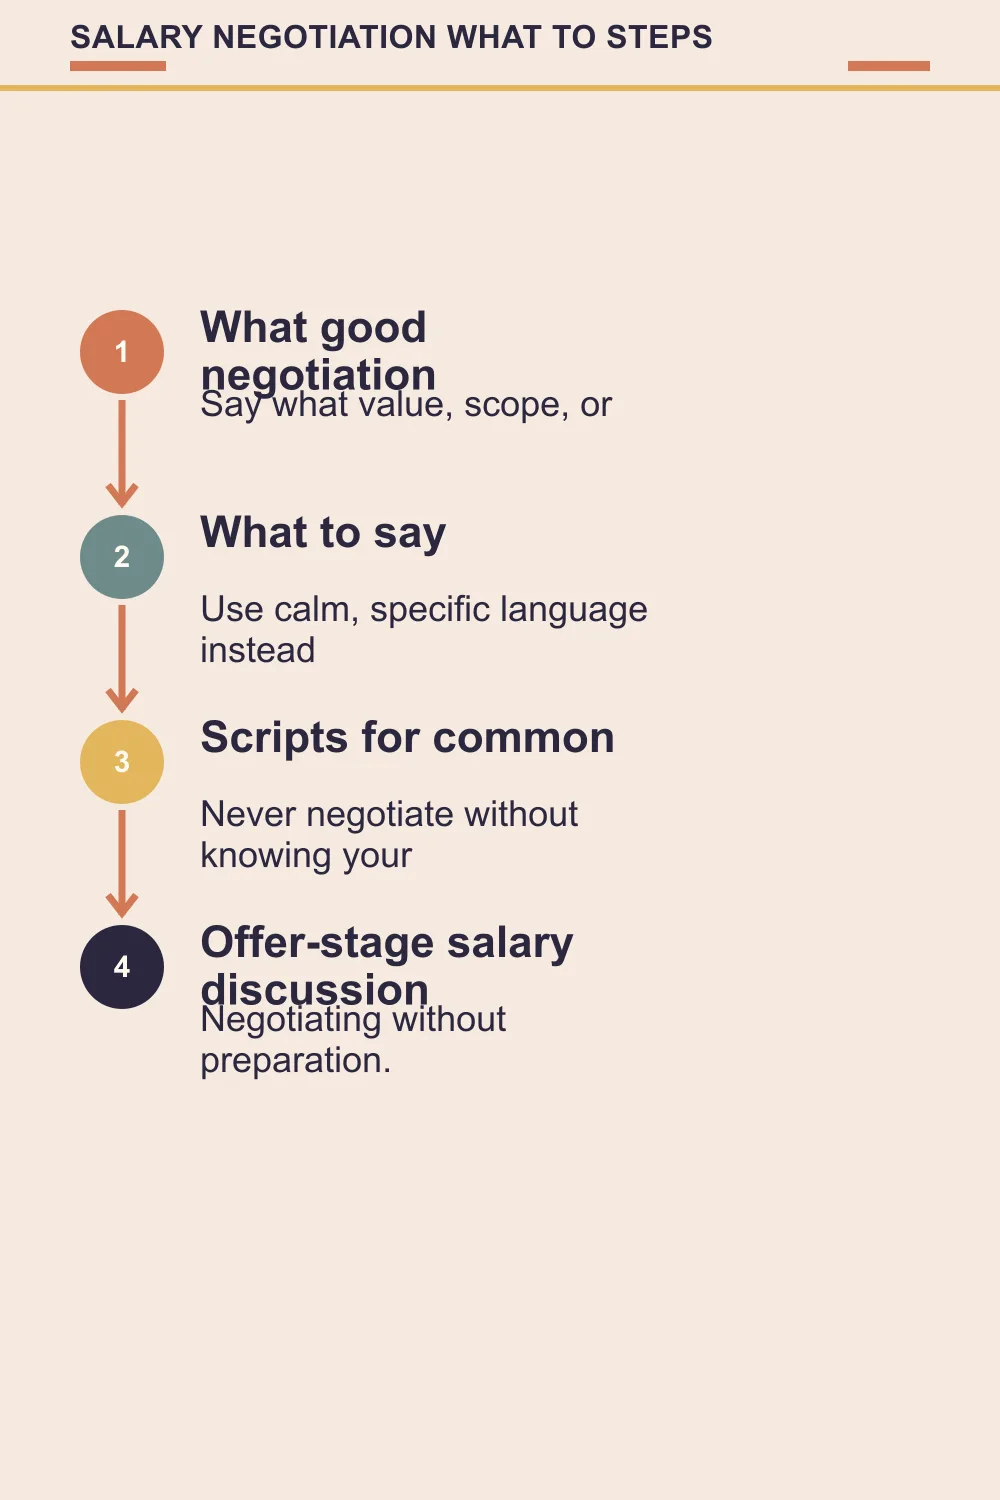 SALARY NEGOTIATION WHAT TO STEPS
1
What good
negotiation
Say what value, scope, or
2
What to say
Use calm, specific language
instead
3
Scripts for common
Never negotiate without
knowing your
4
Offer-stage salary
discussion
Negotiating without
preparation.